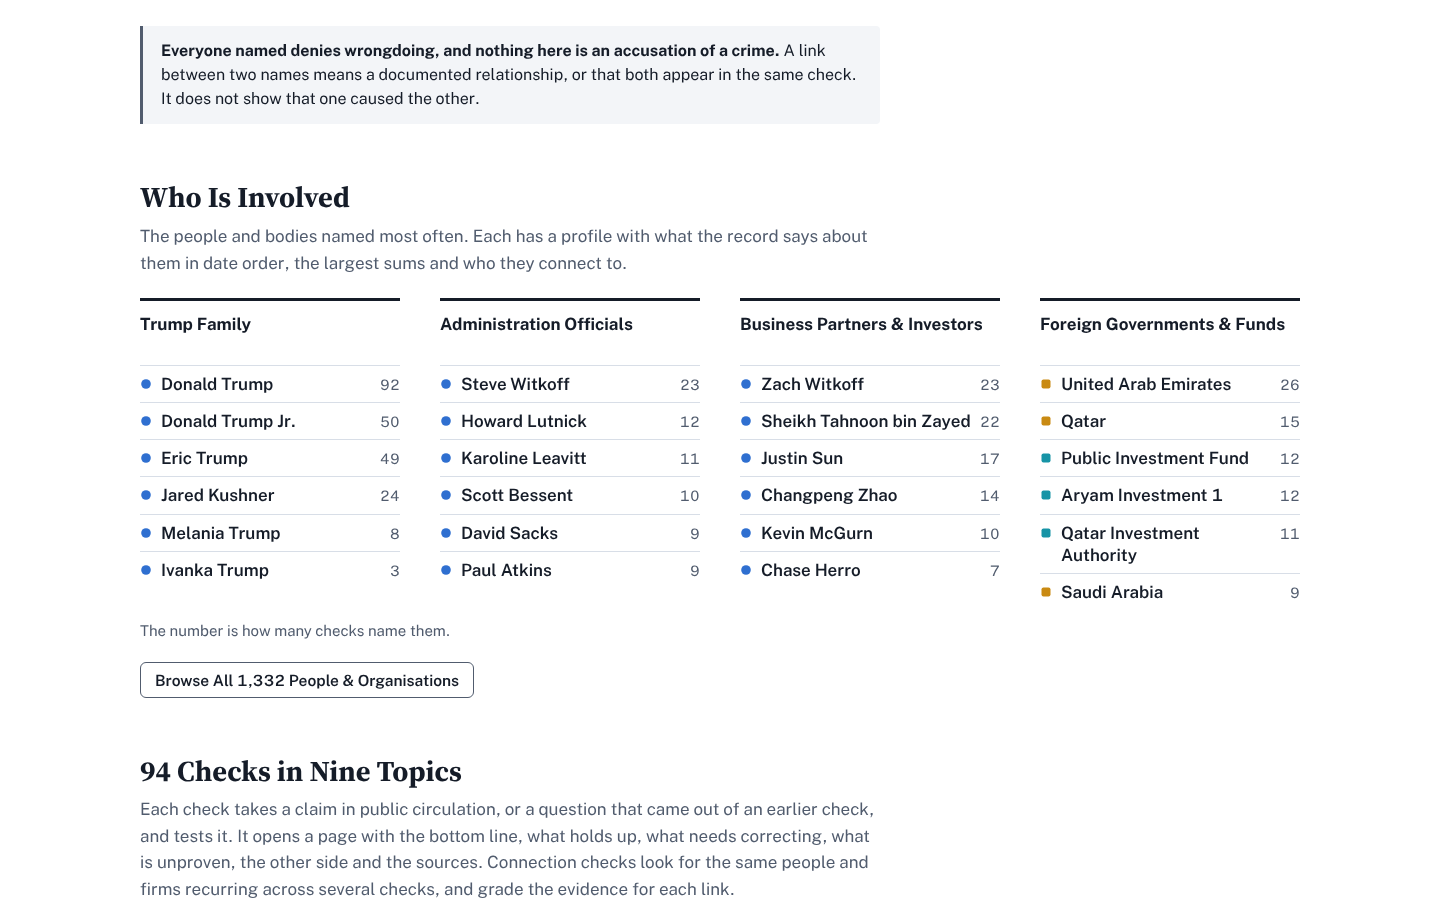 Everyone named denies wrongdoing, and nothing here is an accusation of a crime. A link
between two names means a documented relationship, or that both appear in the same check.
It does not show that one caused the other.
Who Is Involved
The people and bodies named most often. Each has a profile with what the record says about
them in date order, the largest sums and who they connect to.
Trump Family
Donald Trump 92
Donald Trump Jr. 50
Eric Trump 49
Jared Kushner 24
Melania Trump 8
Ivanka Trump 3
Administration Officials
Steve Witkoff 23
Howard Lutnick 12
Karoline Leavitt 11
Scott Bessent 10
David Sacks 9
Paul Atkins 9
Business Partners & Investors
Zach Witkoff 23
Sheikh Tahnoon bin Zayed 22
Justin Sun 17
Changpeng Zhao 14
Kevin McGurn 10
Chase Herro 7
Foreign Governments & Funds
United Arab Emirates 26
Qatar 15
Public Investment Fund 12
Aryam Investment 1 12
Qatar Investment 11
Authority
Saudi Arabia 9
The number is how many checks name them.
Browse All 1,332 People & Organisations
94 Checks in Nine Topics
Each check takes a claim in public circulation, or a question that came out of an earlier check,
and tests it. It opens a page with the bottom line, what holds up, what needs correcting, what
is unproven, the other side and the sources. Connection checks look for the same people and
firms recurring across several checks, and grade the evidence for each link.